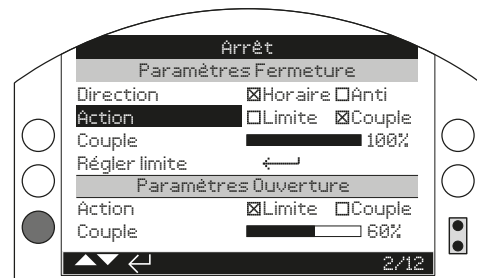 Arrêt
Paramètres Fermeture
Direction ☒Horaire ☐Anti
Action ☐Limite ☒Couple
Couple 100%
Régler limite
Paramètres Ouverture
Action ☒Limite ☐Couple
Couple 60%
2/12